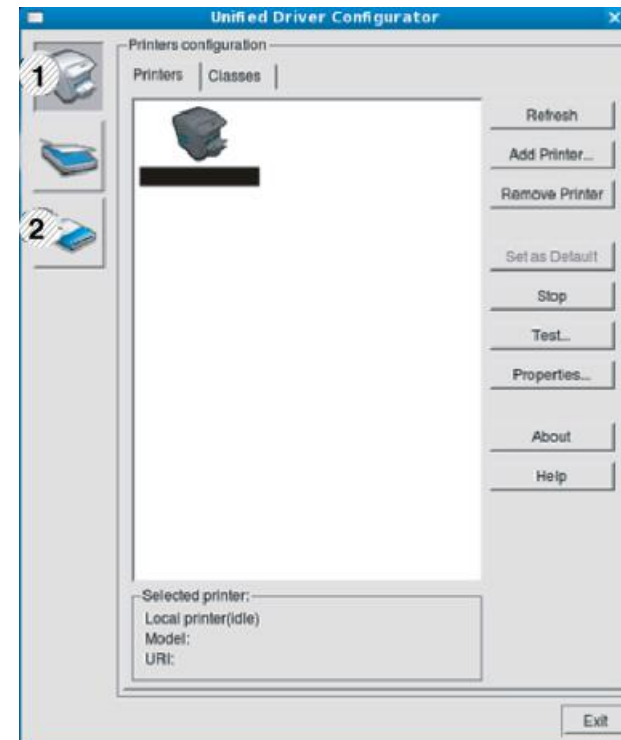 Unified Driver Configurator
1
2
Printers configuration
Printers Classes
Refresh
Add Printer...
Remove Printer
Set as Default
Stop
Test...
Properties...
About
Help
Selected printer:
Local printer(idle)
Model:
URI:
Exit